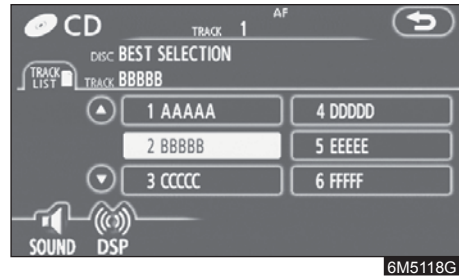 CD TRACK 1 AF
DISC BEST SELECTION
TRACK LIST TRACK BBBBB
1 AAAAA 4 DDDDD
2 BBBBB 5 EEEEE
3 CCCCC 6 FFFFF
SOUND DSP
6M5118G